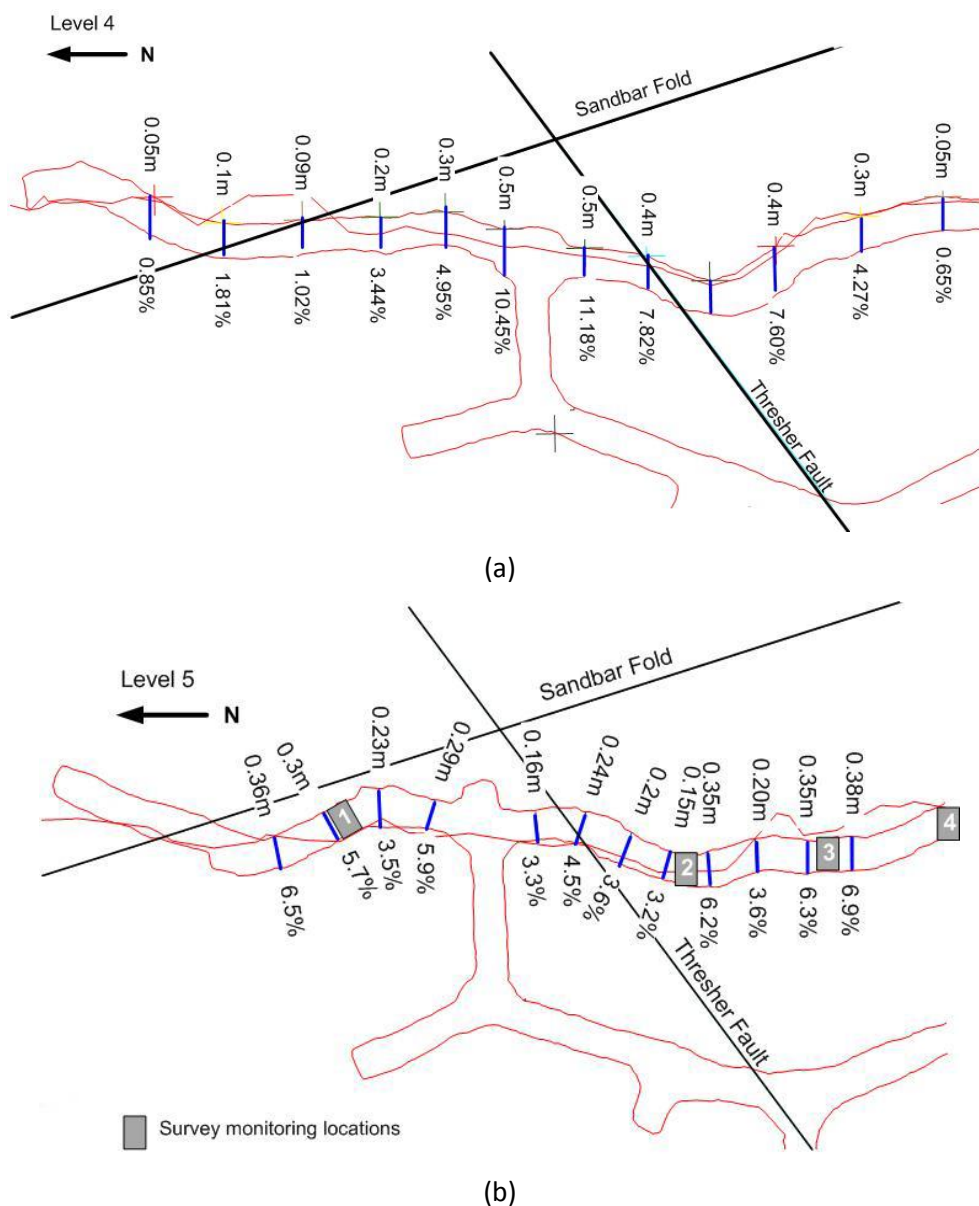 Level 4
N
Sandbar Fold
0.05m
0.1m
0.09m
0.2m
0.3m
0.5m
0.5m
0.4m
0.4m
0.3m
0.05m
0.85%
1.81%
1.02%
3.44%
4.95%
10.45%
11.18%
7.82%
7.60%
4.27%
0.65%
Thresher Fault
(a)
Level 5
N
Sandbar Fold
0.36m
0.3m
0.23m
0.29m
0.16m
0.24m
0.2m
0.15m
0.35m
0.20m
0.35m
0.38m
1
2
3
4
6.5%
5.7%
3.5%
5.9%
3.3%
4.5%
3.6%
3.2%
6.2%
3.6%
6.3%
6.9%
Thresher Fault
Survey monitoring locations
(b)